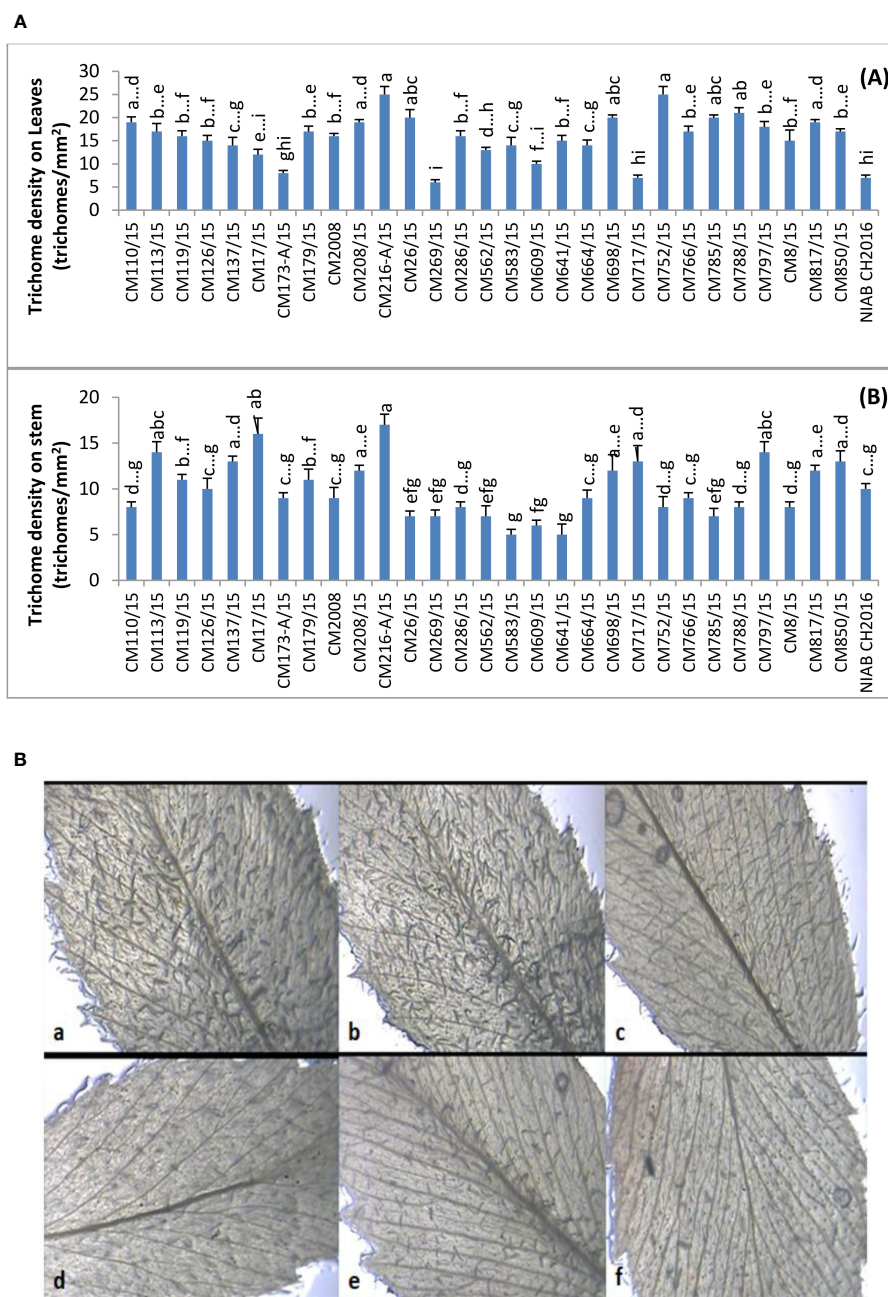 A
(A)
Trichome density on Leaves
(trichomes/mm²)
30
25
20
15
10
5
0
a...d
b...e
b...f
b...f
c...g
e...i
ghi
b...e
b...f
a...d
a
abc
i
b...f
d...h
c...g
f...i
b...f
c...g
abc
hi
a
b...e
abc
ab
b...e
b...f
a...d
b...e
hi
CM110/15
CM113/15
CM119/15
CM126/15
CM137/15
CM17/15
CM173-A/15
CM179/15
CM2008
CM208/15
CM216-A/15
CM26/15
CM269/15
CM286/15
CM562/15
CM583/15
CM609/15
CM641/15
CM664/15
CM698/15
CM717/15
CM752/15
CM766/15
CM785/15
CM788/15
CM797/15
CM8/15
CM817/15
CM850/15
NIAB CH2016
(B)
Trichome density on stem
(trichomes/mm²)
20
15
10
5
0
d...g
abc
b...f
c...g
a...d
ab
c...g
b...f
c...g
a...e
a
efg
efg
d...g
efg
g
fg
g
c...g
a...e
a...d
d...g
c...g
efg
d...g
abc
d...g
a...e
a...d
c...g
CM110/15
CM113/15
CM119/15
CM126/15
CM137/15
CM17/15
CM173-A/15
CM179/15
CM2008
CM208/15
CM216-A/15
CM26/15
CM269/15
CM286/15
CM562/15
CM583/15
CM609/15
CM641/15
CM664/15
CM698/15
CM717/15
CM752/15
CM766/15
CM785/15
CM788/15
CM797/15
CM8/15
CM817/15
CM850/15
NIAB CH2016
B
a
b
c
d
e
f